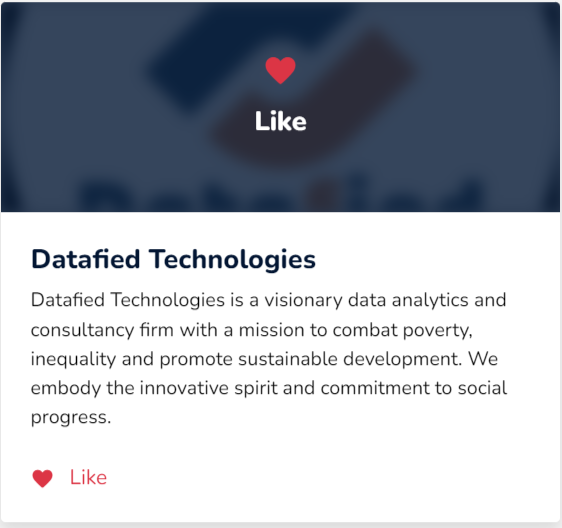 Like
Datafied
Datafied Technologies
Datafied Technologies is a visionary data analytics and
consultancy firm with a mission to combat poverty,
inequality and promote sustainable development. We
embody the innovative spirit and commitment to social
progress.
Like